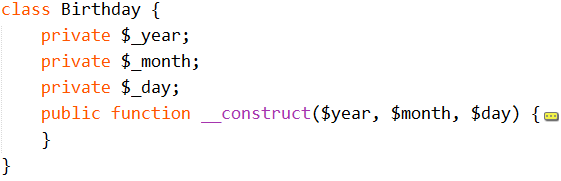 class Birthday {
    private $_year;
    private $_month;
    private $_day;
    public function __construct($year, $month, $day) {
    }
}